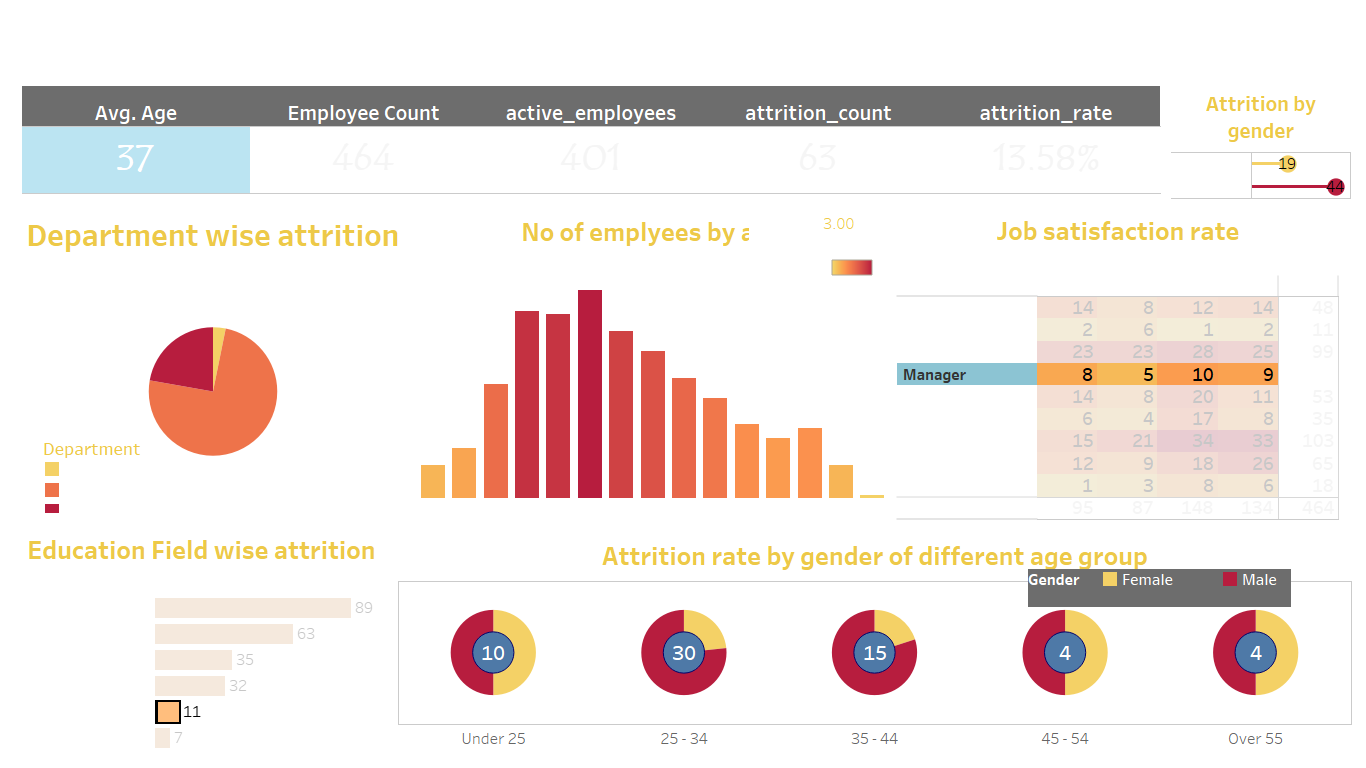 Avg. Age Employee Count active_employees attrition_count attrition_rate
37 464 401 63 13.58%
Attrition by
gender
19
44
Department wise attrition
Department
No of emplyees by a
3.00
Job satisfaction rate
14 8 12 14 48
2 6 1 2 11
23 23 28 25 99
Manager 8 5 10 9
14 8 20 11 53
6 4 17 8 35
15 21 34 33 103
12 9 18 26 65
1 3 8 6 18
95 87 148 134 464
Education Field wise attrition
89
63
35
32
11
7
Attrition rate by gender of different age group
Gender Female Male
10 30 15 4 4
Under 25 25 - 34 35 - 44 45 - 54 Over 55